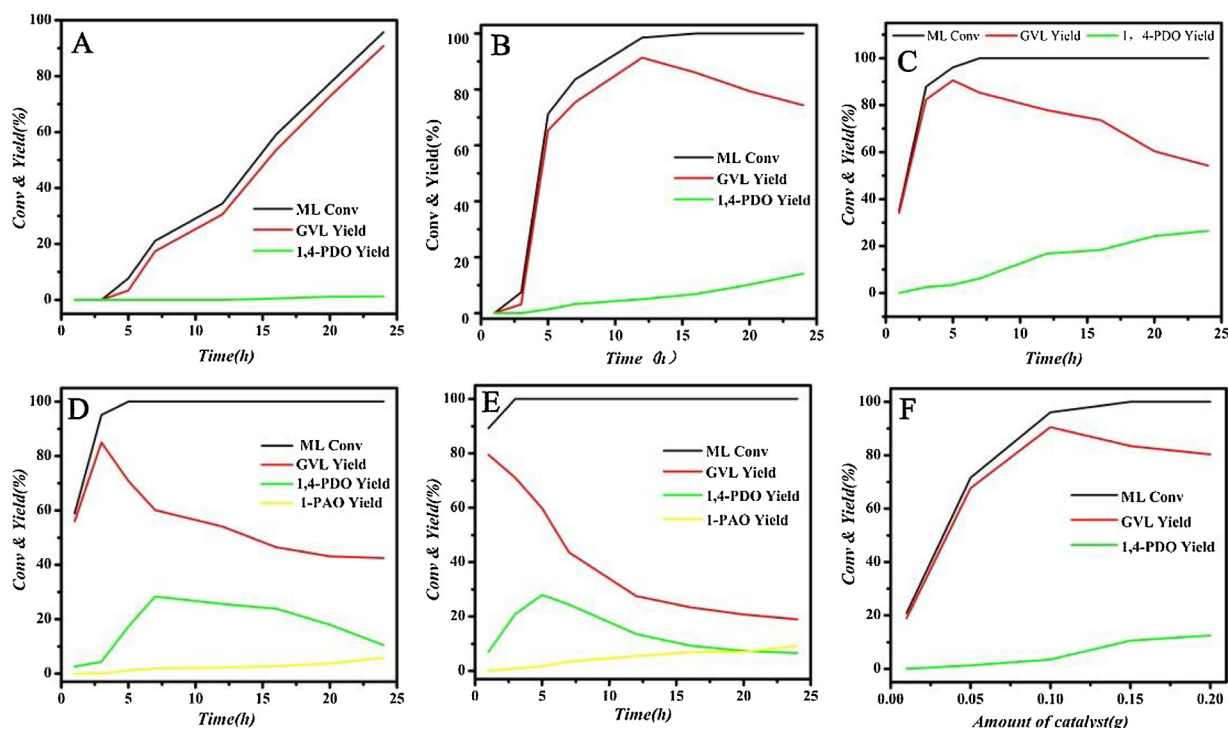 A
100
80
60
40
20
0
Conv & Yield(%)
ML Conv
GVL Yield
1,4-PDO Yield
0 5 10 15 20 25
Time(h)
B
100
80
60
40
20
0
Conv & Yield(%)
ML Conv
GVL Yield
1,4-PDO Yield
0 5 10 15 20 25
Time（h）
C
ML Conv GVL Yield 1，4-PDO Yield
100
80
60
40
20
0
Conv & Yield(%)
0 5 10 15 20 25
Time(h)
D
100
80
60
40
20
0
Conv & Yield(%)
ML Conv
GVL Yield
1,4-PDO Yield
1-PAO Yield
0 5 10 15 20 25
Time(h)
E
100
80
60
40
20
0
Conv & Yield(%)
ML Conv
GVL Yield
1,4-PDO Yield
1-PAO Yield
0 5 10 15 20 25
Time(h)
F
100
80
60
40
20
0
Conv & Yield(%)
ML Conv
GVL Yield
1,4-PDO Yield
0.00 0.05 0.10 0.15 0.20
Amount of catalyst(g)